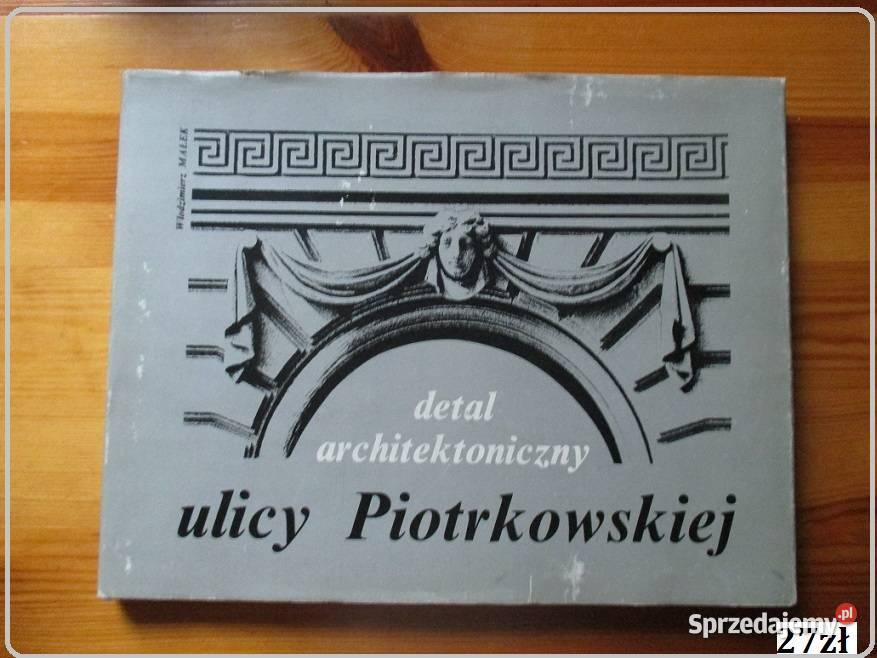 Włodzimierz MAŁEK
detal
architektoniczny
ulicy Piotrkowskiej
Sprzedajemy.pl
27zł